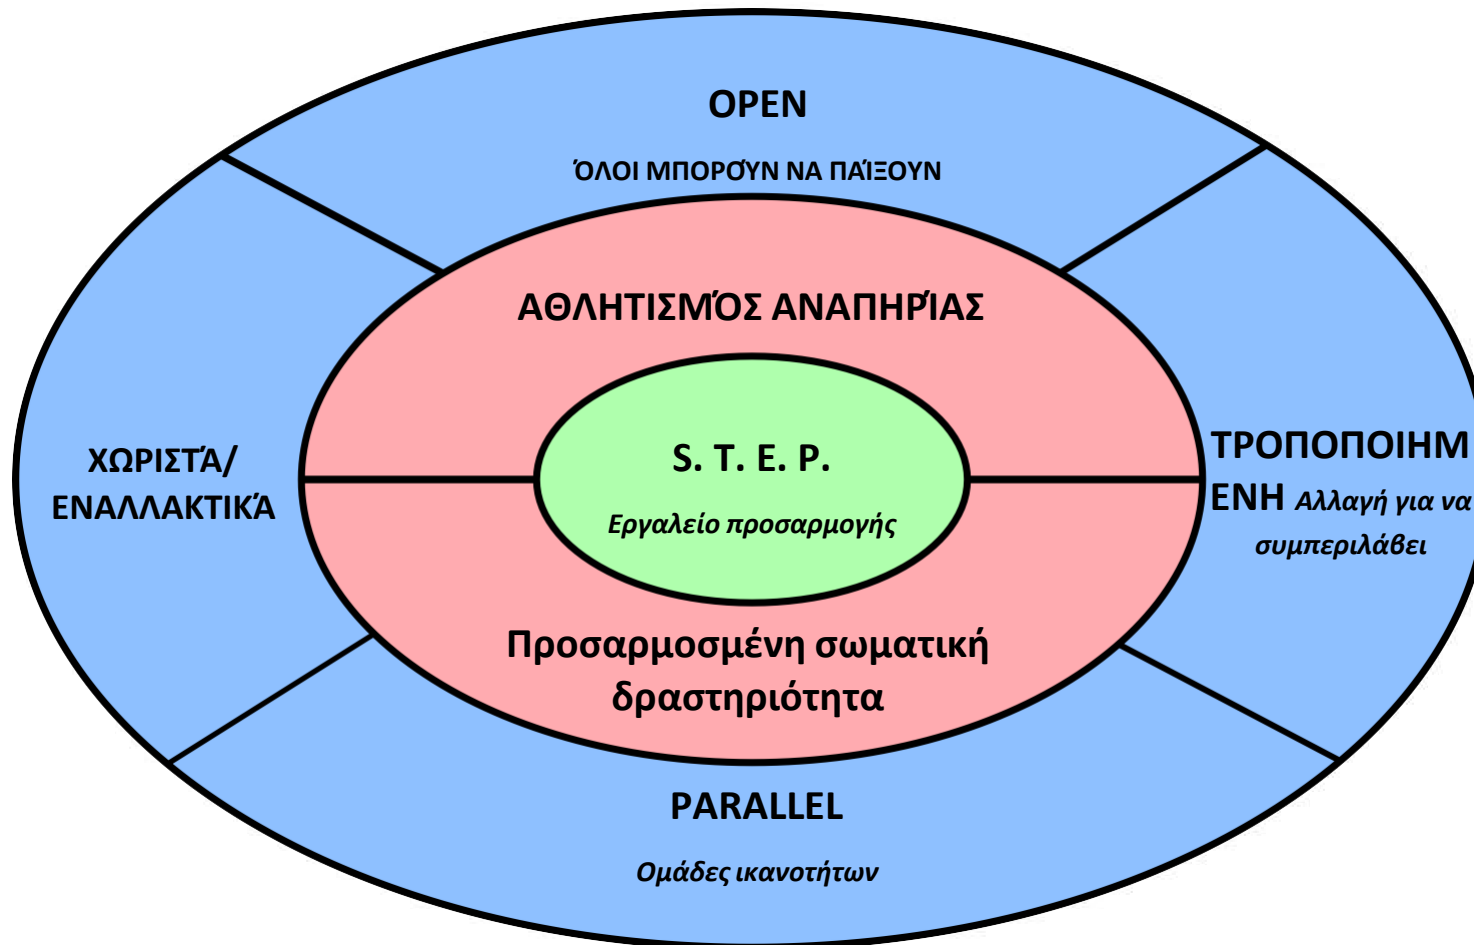 OPEN
ΌΛΟΙ ΜΠΟΡΟΎΝ ΝΑ ΠΑΊΞΟΥΝ
ΑΘΛΗΤΙΣΜΌΣ ΑΝΑΠΗΡΊΑΣ
S. T. E. P.
Εργαλείο προσαρμογής
ΧΩΡΙΣΤΆ/
ΕΝΑΛΛΑΚΤΙΚΆ
ΤΡΟΠΟΠΟΙΗΜ
ΕΝΗ Αλλαγή για να
συμπεριλάβει
Προσαρμοσμένη σωματική
δραστηριότητα
PARALLEL
Ομάδες ικανοτήτων